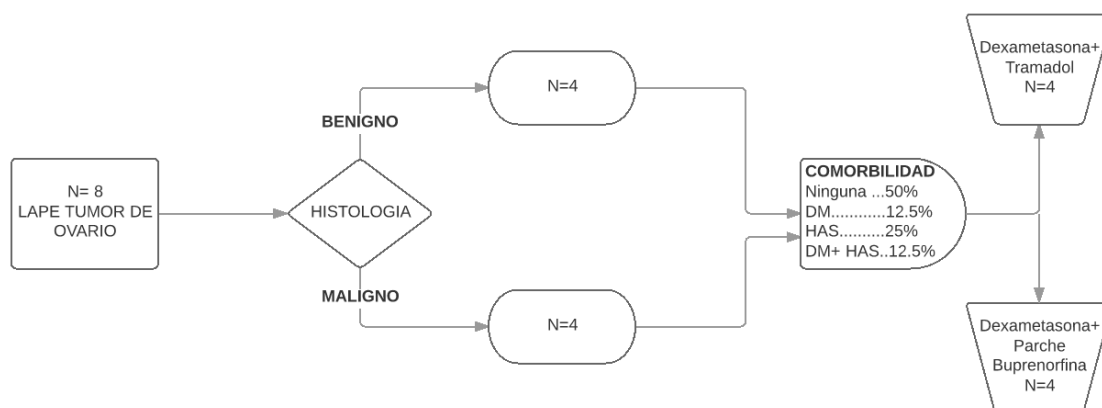 N= 8
LAPE TUMOR DE
OVARIO
HISTOLOGIA
BENIGNO
N=4
MALIGNO
N=4
COMORBILIDAD
Ninguna ...50%
DM............12.5%
HAS..........25%
DM+ HAS..12.5%
Dexametasona+
Tramadol
N=4
Dexametasona+
Parche
Buprenorfina
N=4